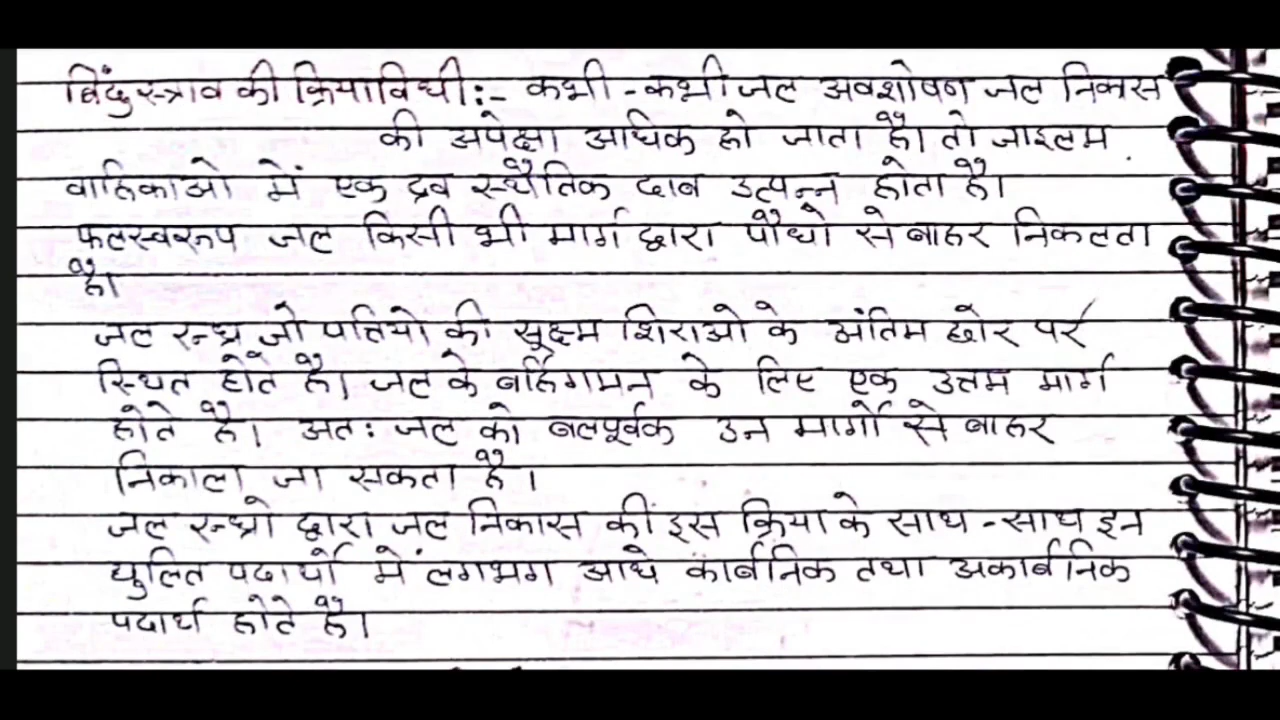 बिंदुस्त्राव की क्रियाविधी:- कभी-कभी जल अवशोषण जल निकास
की अपेक्षा अधिक हो जाता है। तो जाइलम
वाहिकाओ में एक द्रव स्थैतिक दाब उत्पन्न होता है।
फलस्वरूप जल किसी भी मार्ग द्वारा पौधो से बाहर निकलता
है।
जल रन्ध्र जो पत्तियो की सूक्ष्म शिराओ के अंतिम छोर पर
स्थित होते है। जल के बर्हिगमन के लिए एक उत्तम मार्ग
होते है। अतः जल को बलपूर्वक उन मार्गो से बाहर
निकाला जा सकता है।
जल रन्ध्रो द्वारा जल निकास की इस क्रिया के साथ-साथ इन
घुलित पदार्थो में लगभग आधे कार्बनिक तथा अकार्बनिक
पदार्थ होते है।